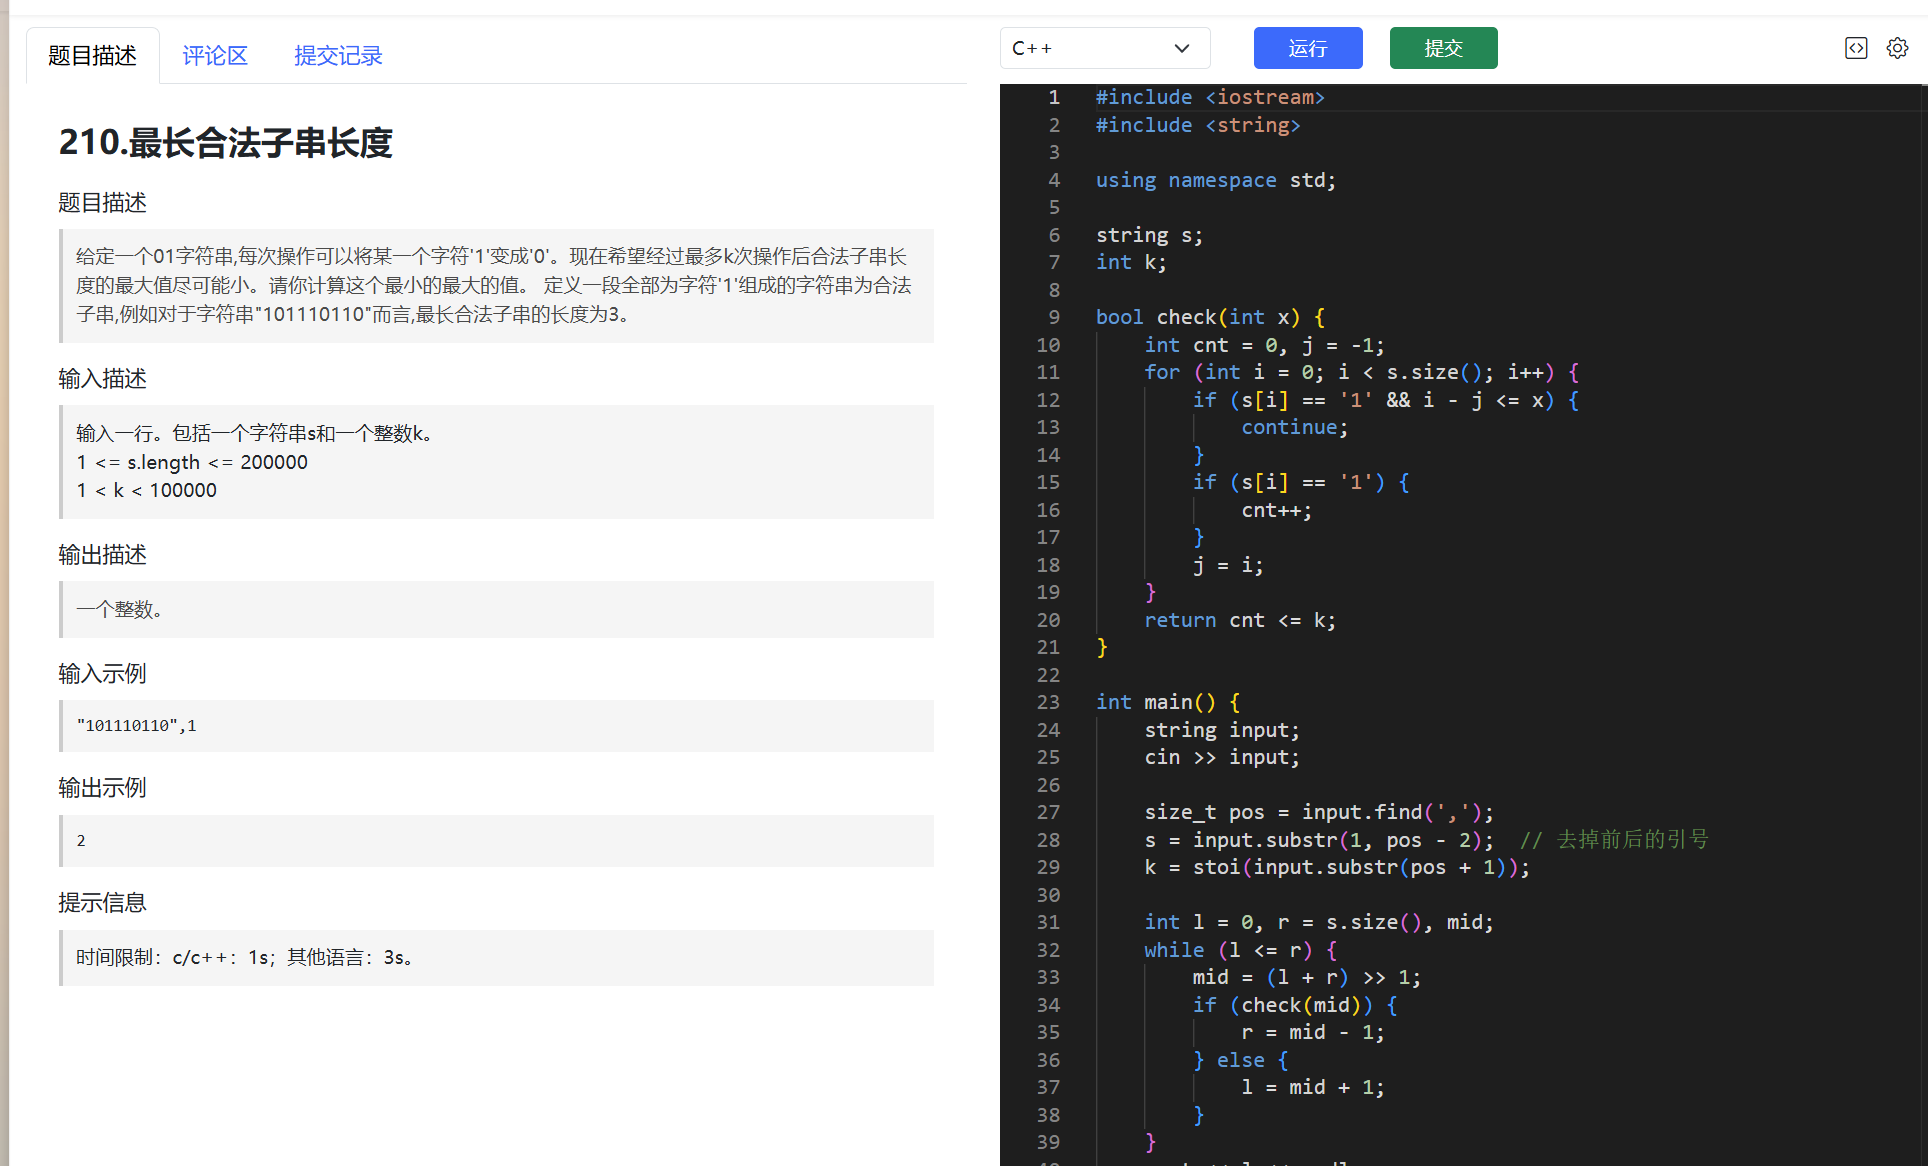 题目描述
评论区
提交记录
210.最长合法子串长度
题目描述
给定一个01字符串,每次操作可以将某一个字符'1'变成'0'。现在希望经过最多k次操作后合法子串长
度的最大值尽可能小。请你计算这个最小的最大的值。 定义一段全部为字符'1'组成的字符串为合法
子串,例如对于字符串"101110110"而言,最长合法子串的长度为3。
输入描述
输入一行。包括一个字符串s和一个整数k。
1 <= s.length <= 200000
1 < k < 100000
输出描述
一个整数。
输入示例
"101110110",1
输出示例
2
提示信息
时间限制：c/c++：1s；其他语言：3s。
C++
运行
提交
1 #include <iostream>
2 #include <string>
3
4 using namespace std;
5
6 string s;
7 int k;
8
9 bool check(int x) {
10     int cnt = 0, j = -1;
11     for (int i = 0; i < s.size(); i++) {
12         if (s[i] == '1' && i - j <= x) {
13             continue;
14         }
15         if (s[i] == '1') {
16             cnt++;
17         }
18         j = i;
19     }
20     return cnt <= k;
21 }
22
23 int main() {
24     string input;
25     cin >> input;
26
27     size_t pos = input.find(',');
28     s = input.substr(1, pos - 2);  // 去掉前后的引号
29     k = stoi(input.substr(pos + 1));
30
31     int l = 0, r = s.size(), mid;
32     while (l <= r) {
33         mid = (l + r) >> 1;
34         if (check(mid)) {
35             r = mid - 1;
36         } else {
37             l = mid + 1;
38         }
39     }